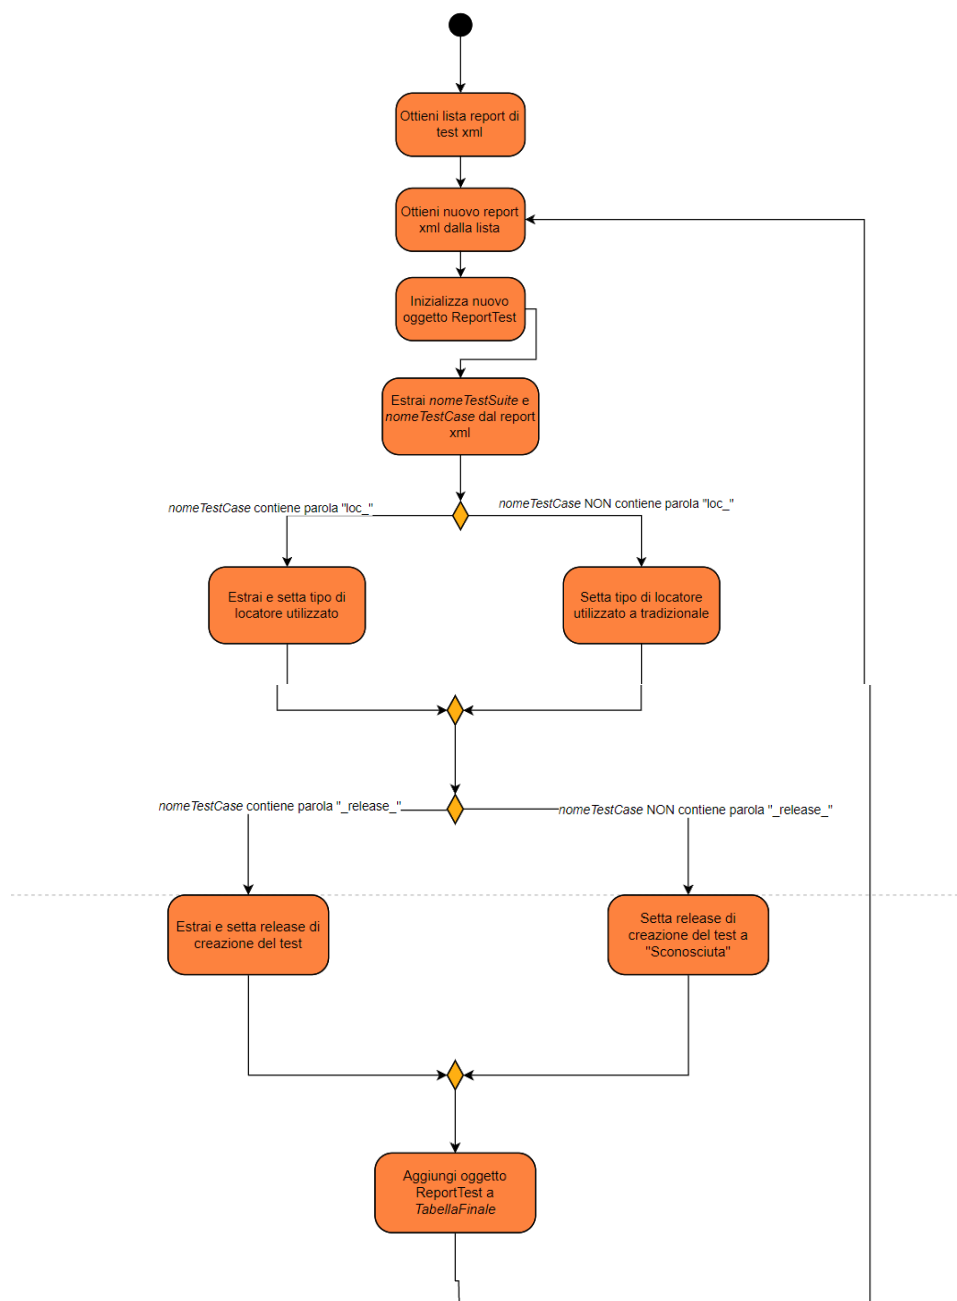 Ottieni lista report di
test xml
Ottieni nuovo report
xml dalla lista
Inizializza nuovo
oggetto ReportTest
Estrai nomeTestSuite e
nomeTestCase dal report
xml
nomeTestCase contiene parola "loc_"
nomeTestCase NON contiene parola "loc_"
Estrai e setta tipo di
locatore utilizzato
Setta tipo di locatore
utilizzato a tradizionale
nomeTestCase contiene parola "_release_"
nomeTestCase NON contiene parola "_release_"
Estrai e setta release di
creazione del test
Setta release di
creazione del test a
"Sconosciuta"
Aggiungi oggetto
ReportTest a
TabellaFinale